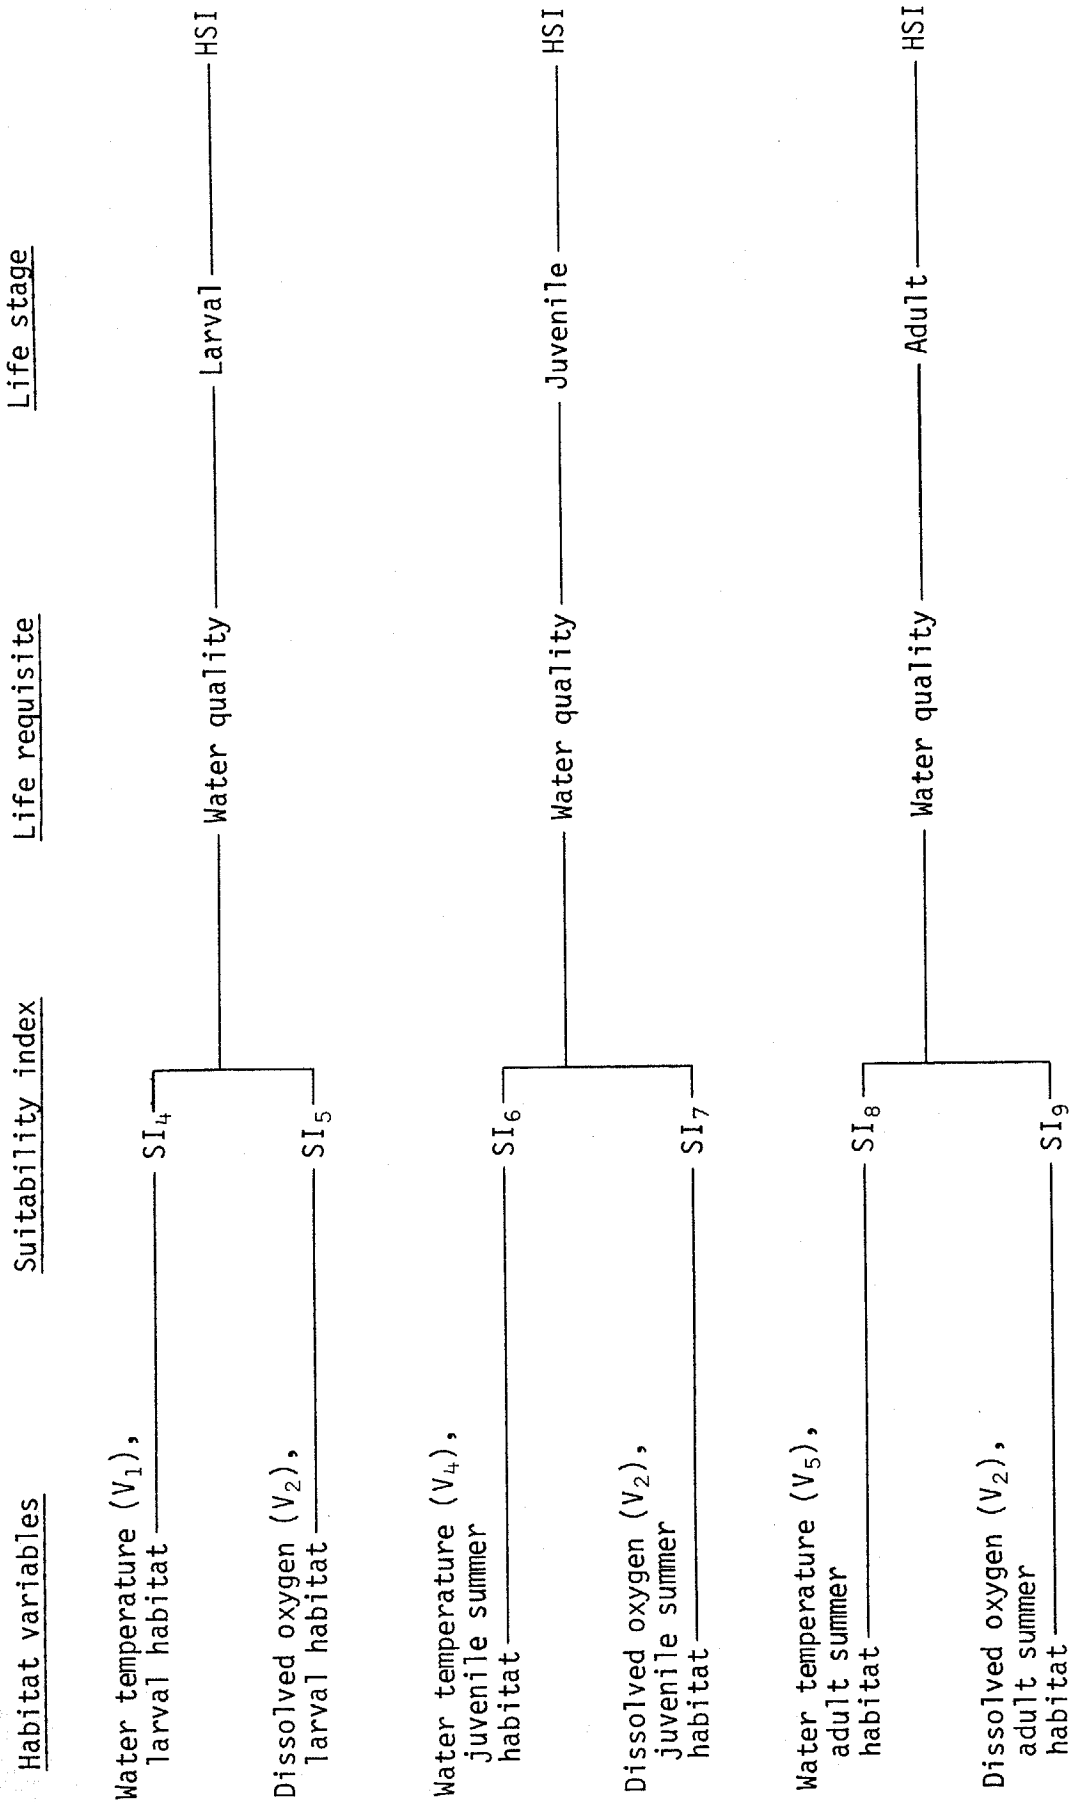 Habitat variables
Suitability index
Life requisite
Life stage
Water temperature (V₁),
larval habitat
SI₄
Dissolved oxygen (V₂),
larval habitat
SI₅
Water quality
Larval
HSI
Water temperature (V₄),
juvenile summer
habitat
SI₆
Dissolved oxygen (V₂),
juvenile summer
habitat
SI₇
Water quality
Juvenile
HSI
Water temperature (V₅),
adult summer
habitat
SI₈
Dissolved oxygen (V₂),
adult summer
habitat
SI₉
Water quality
Adult
HSI